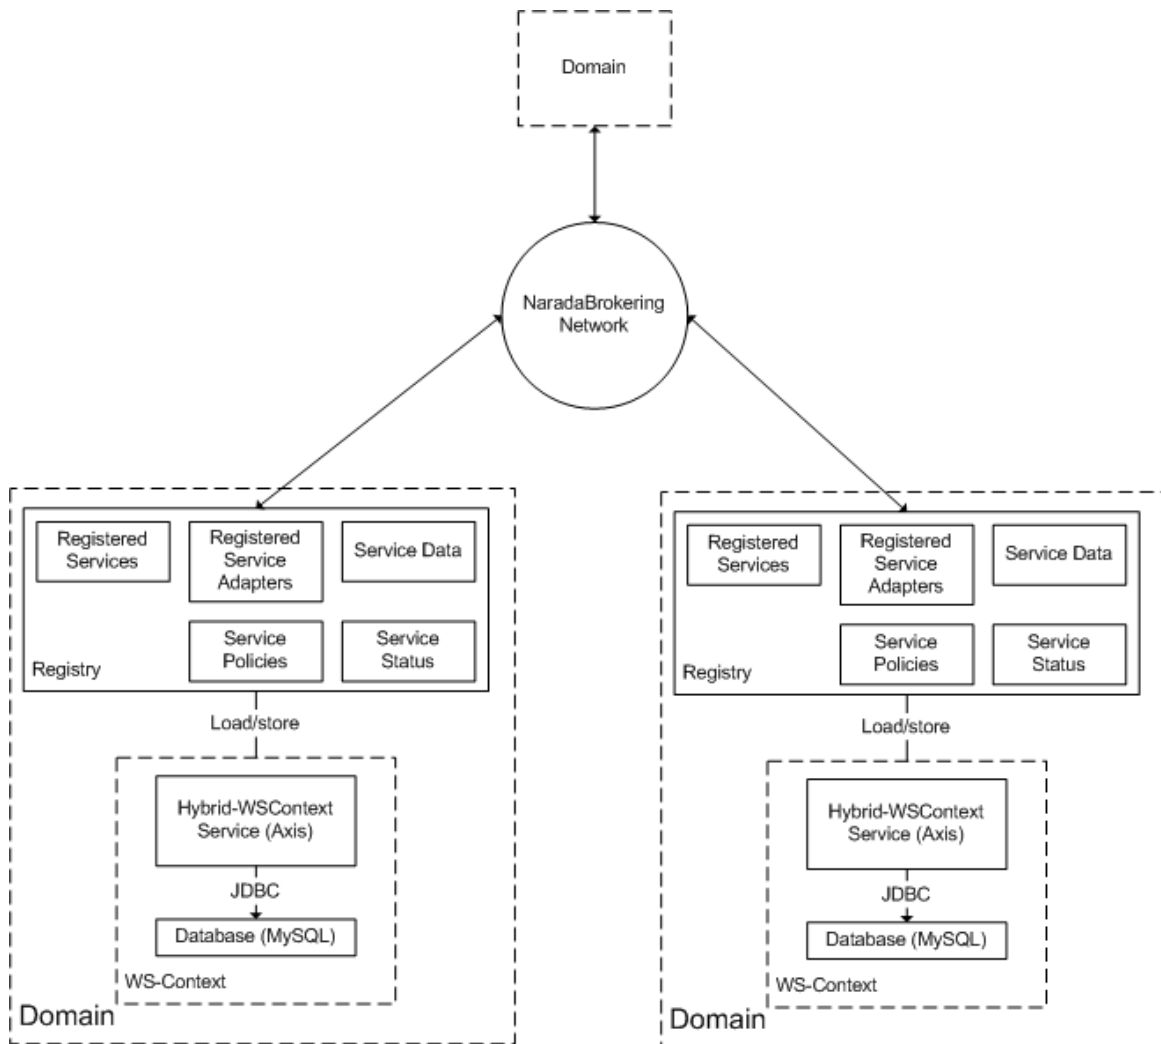 Domain
NaradaBrokering
Network
Registered
Services
Registered
Service
Adapters
Service Data
Service
Policies
Service
Status
Registry
Load/store
Hybrid-WSContext
Service (Axis)
JDBC
Database (MySQL)
WS-Context
Domain
Registered
Services
Registered
Service
Adapters
Service Data
Service
Policies
Service
Status
Registry
Load/store
Hybrid-WSContext
Service (Axis)
JDBC
Database (MySQL)
WS-Context
Domain